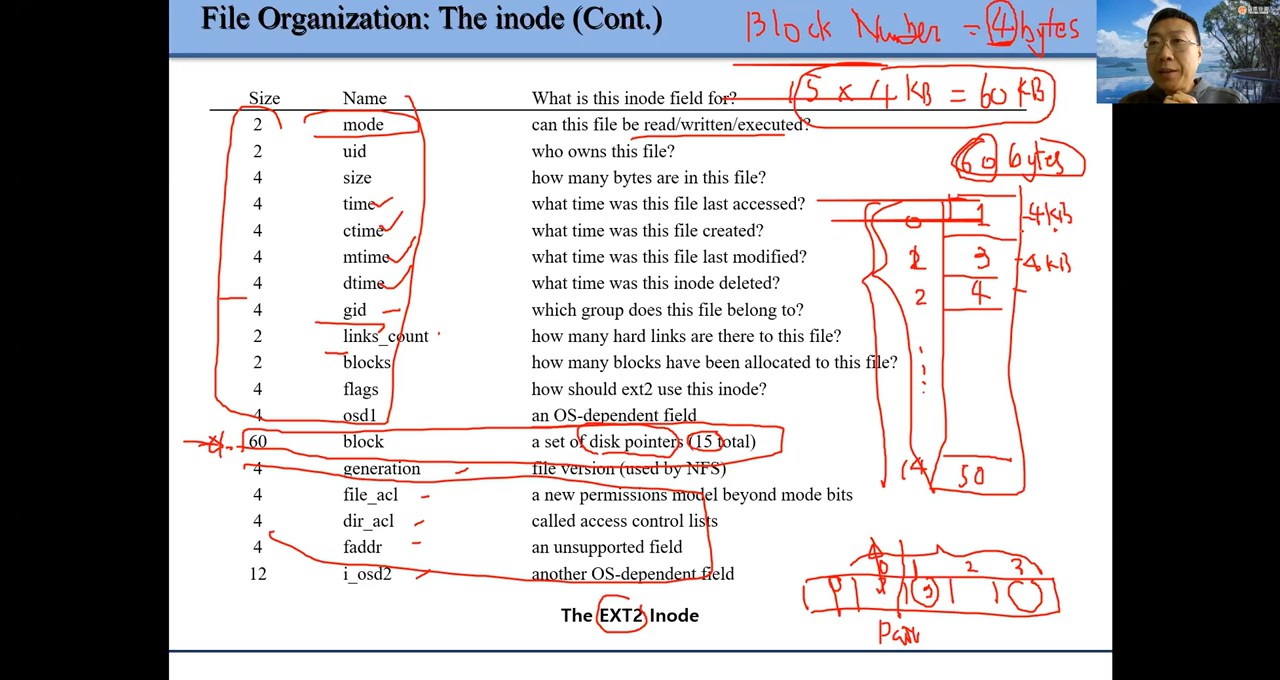 File Organization: The inode (Cont.)
Block Number = 4 bytes
15 x 4 KB = 60 KB
Size Name What is this inode field for?
2 mode can this file be read/written/executed?
2 uid who owns this file?
4 size how many bytes are in this file?
4 time what time was this file last accessed?
4 ctime what time was this file created?
4 mtime what time was this file last modified?
4 dtime what time was this inode deleted?
4 gid which group does this file belong to?
2 links_count how many hard links are there to this file?
2 blocks how many blocks have been allocated to this file?
4 flags how should ext2 use this inode?
4 osd1 an OS-dependent field
60 block a set of disk pointers (15 total)
4 generation file version (used by NFS)
4 file_acl a new permissions model beyond mode bits
4 dir_acl called access control lists
4 faddr an unsupported field
12 i_osd2 another OS-dependent field
The EXT2 Inode
60 bytes
0 1 4KB
3 4KB
2 4
14 50
0 1 2 3
3